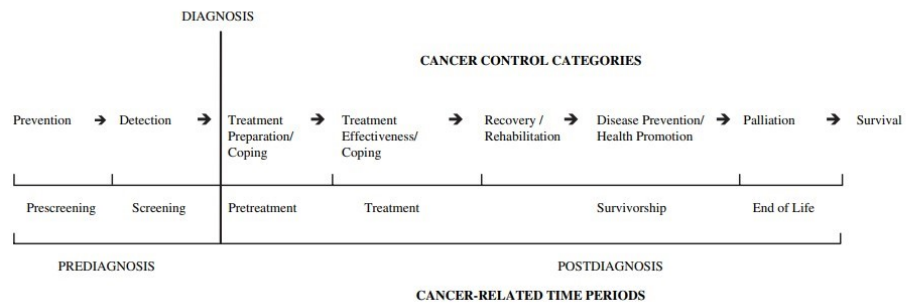 DIAGNOSIS
CANCER CONTROL CATEGORIES
Prevention → Detection → Treatment → Treatment → Recovery / → Disease Prevention/ → Palliation → Survival
Preparation/ Effectiveness/ Rehabilitation Health Promotion
Coping Coping
Prescreening Screening Pretreatment Treatment Survivorship End of Life
PREDIAGNOSIS POSTDIAGNOSIS
CANCER-RELATED TIME PERIODS